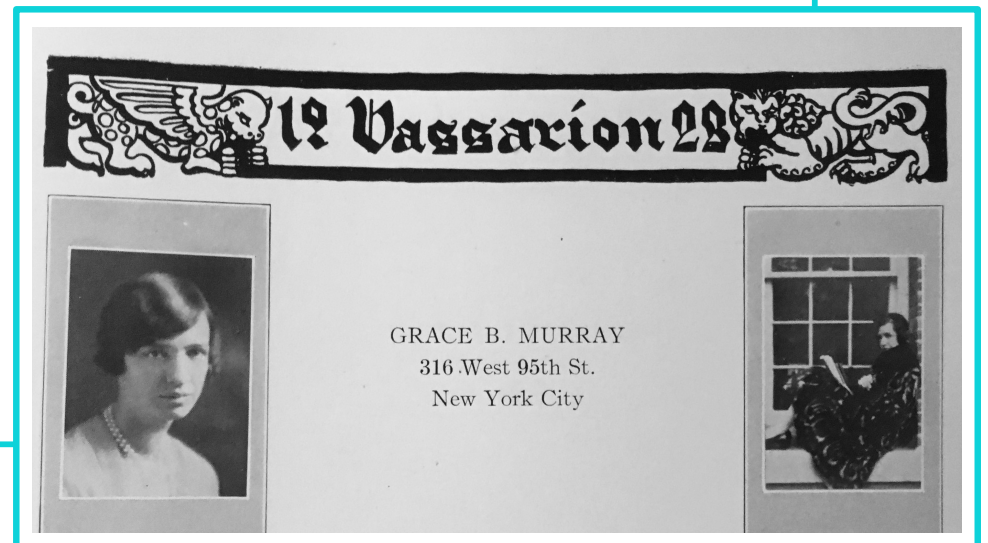 19 Vassarion 28
GRACE B. MURRAY
316 West 95th St.
New York City